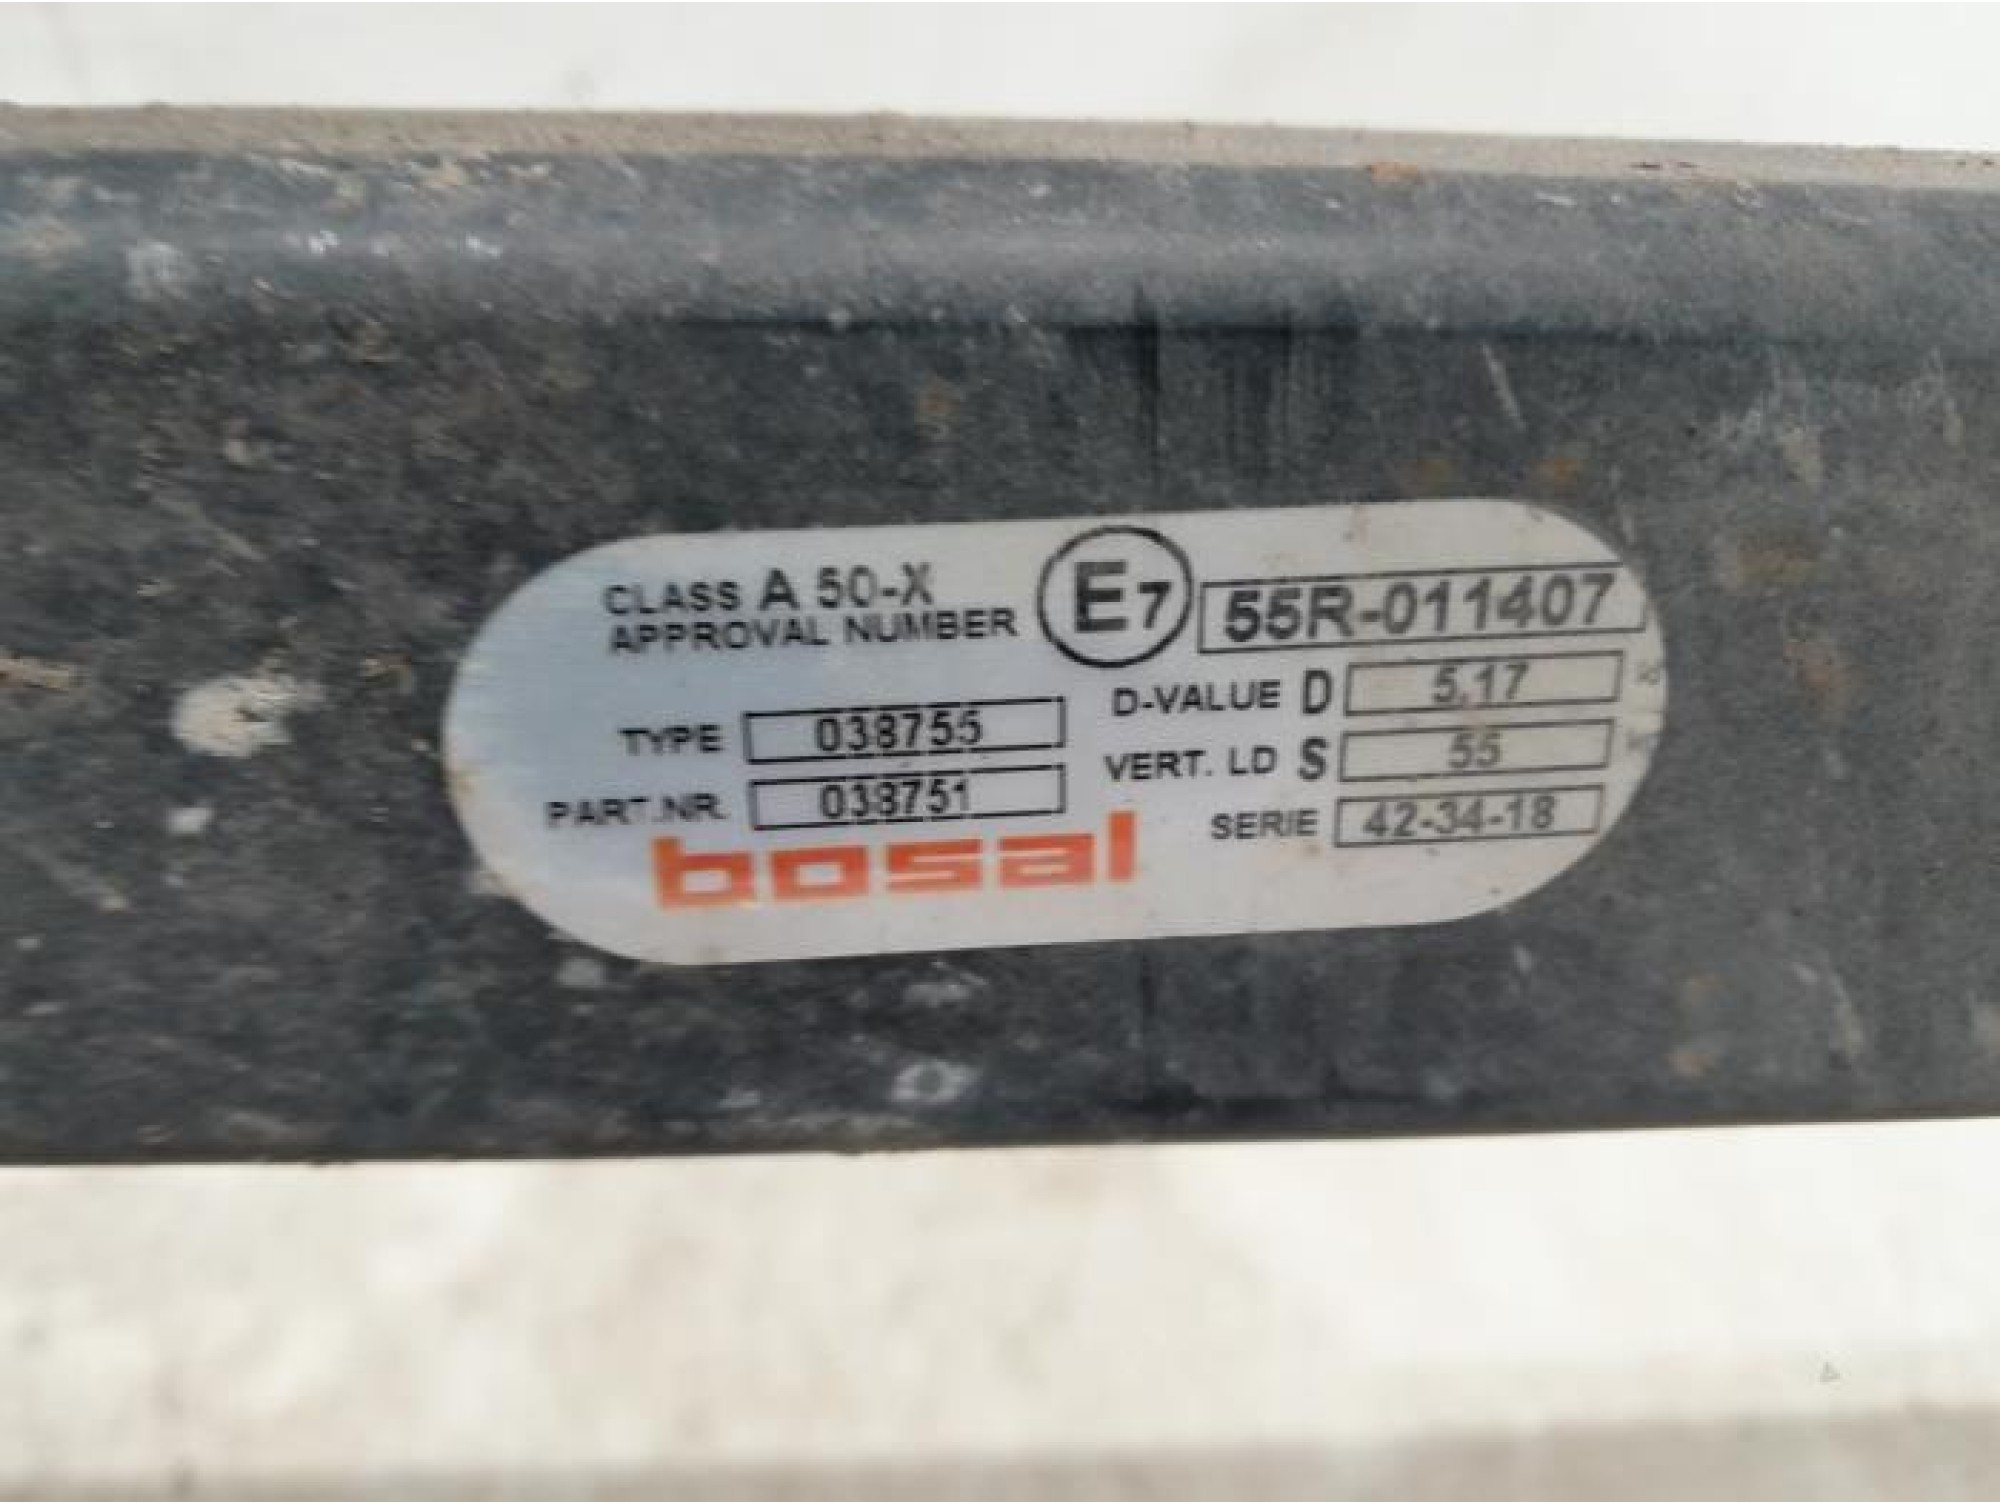 CLASS A 50-X
APPROVAL NUMBER E7 55R-011407
D-VALUE D 5,17
TYPE 038755
VERT. LD S 55
PART.NR. 038751
SERIE 42-34-18
bosal